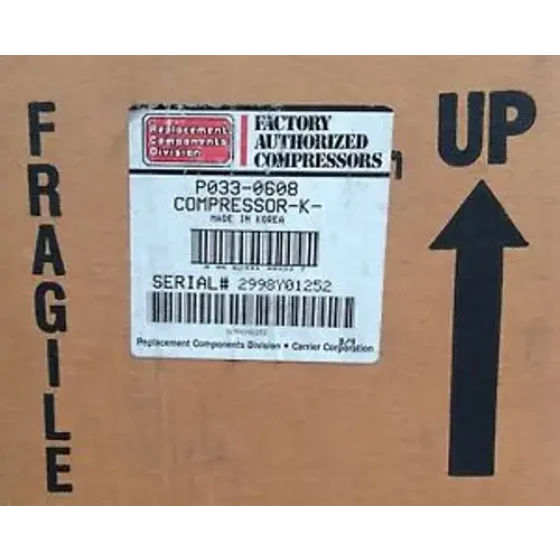 FRAGILE
UP
Replacement
Components
Division
FACTORY
AUTHORIZED
COMPRESSORS
P033-0608
COMPRESSOR-K-
MADE IN KOREA
SERIAL# 2998Y01252
Replacement Components Division • Carrier Corporation